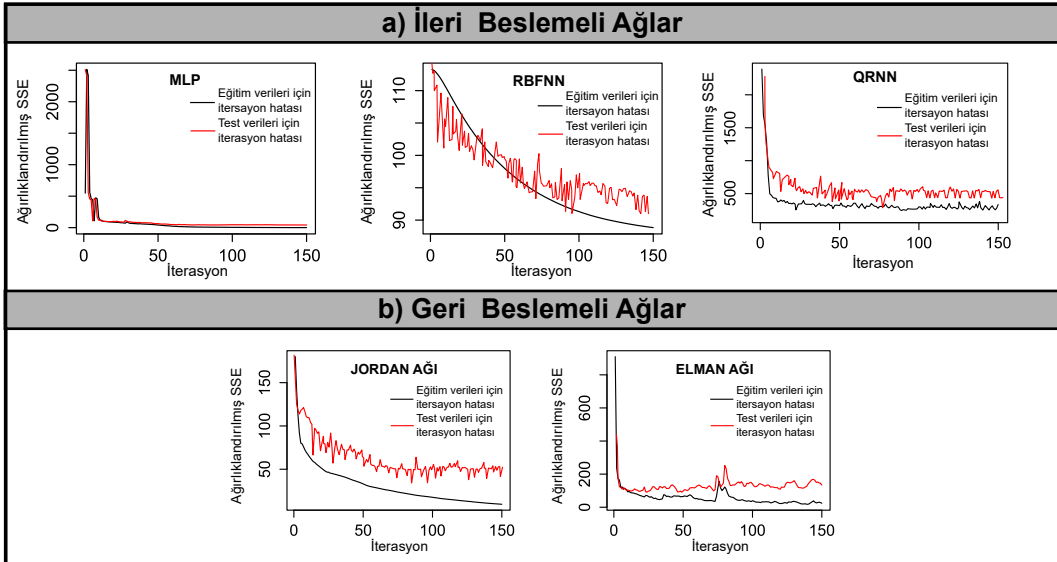 a) İleri Beslemeli Ağlar
MLP
Eğitim verileri için
itersayon hatası
Test verileri için
iterasyon hatası
Ağırlıklandırılmış SSE
0
1000
2000
0
50
100
150
İterasyon
RBFNN
Eğitim verileri için
itersayon hatası
Test verileri için
iterasyon hatası
Ağırlıklandırılmış SSE
90
100
110
0
50
100
150
İterasyon
QRNN
Eğitim verileri için
itersayon hatası
Test verileri için
iterasyon hatası
Ağırlıklandırılmış SSE
500
1500
0
50
100
150
İterasyon
b) Geri Beslemeli Ağlar
JORDAN AĞI
Eğitim verileri için
itersayon hatası
Test verileri için
iterasyon hatası
Ağırlıklandırılmış SSE
50
100
150
0
50
100
150
İterasyon
ELMAN AĞI
Eğitim verileri için
itersayon hatası
Test verileri için
iterasyon hatası
Ağırlıklandırılmış SSE
0
200
400
800
0
50
100
150
İterasyon